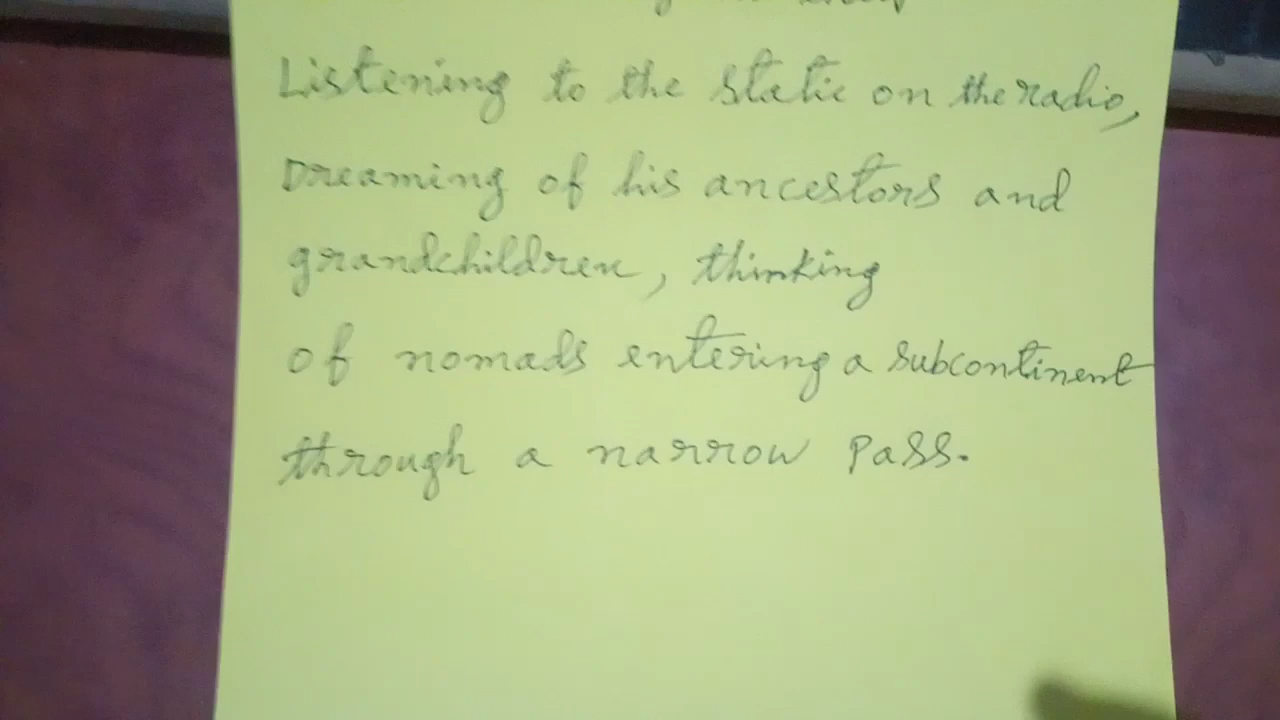 Listening to the static on the radio,
Dreaming of his ancestors and
grandchildren, thinking
of nomads entering a subcontinent
through a narrow pass.